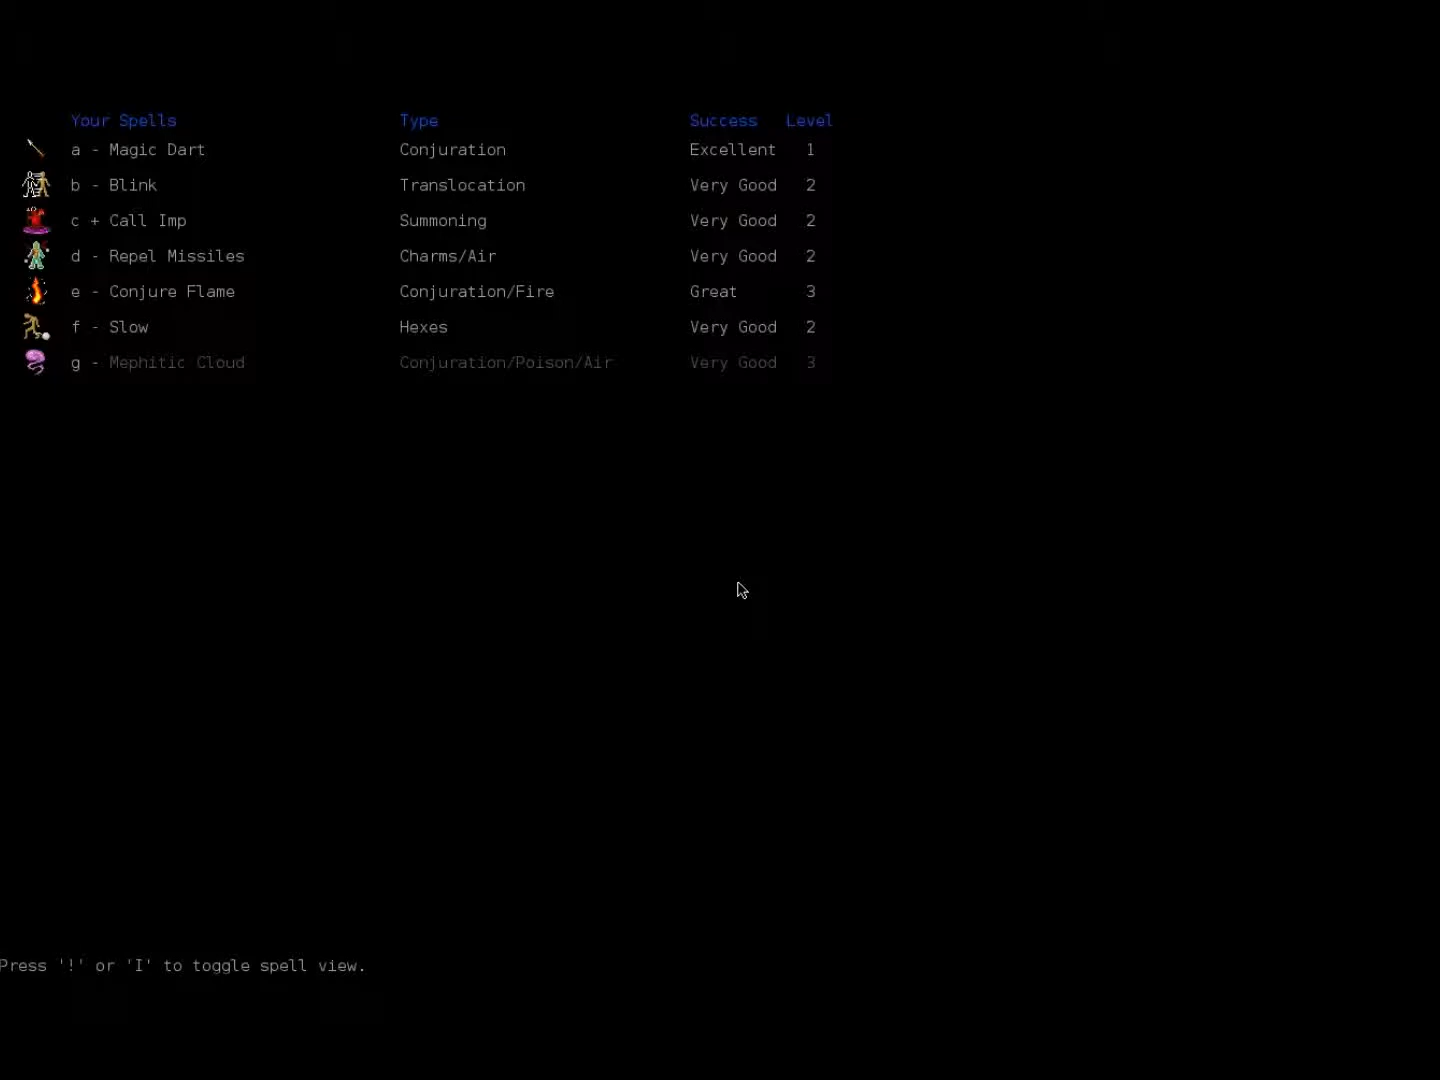 Your Spells Type Success Level
a - Magic Dart Conjuration Excellent 1
b - Blink Translocation Very Good 2
c + Call Imp Summoning Very Good 2
d - Repel Missiles Charms/Air Very Good 2
e - Conjure Flame Conjuration/Fire Great 3
f - Slow Hexes Very Good 2
g - Mephitic Cloud Conjuration/Poison/Air Very Good 3
Press '!' or 'I' to toggle spell view.